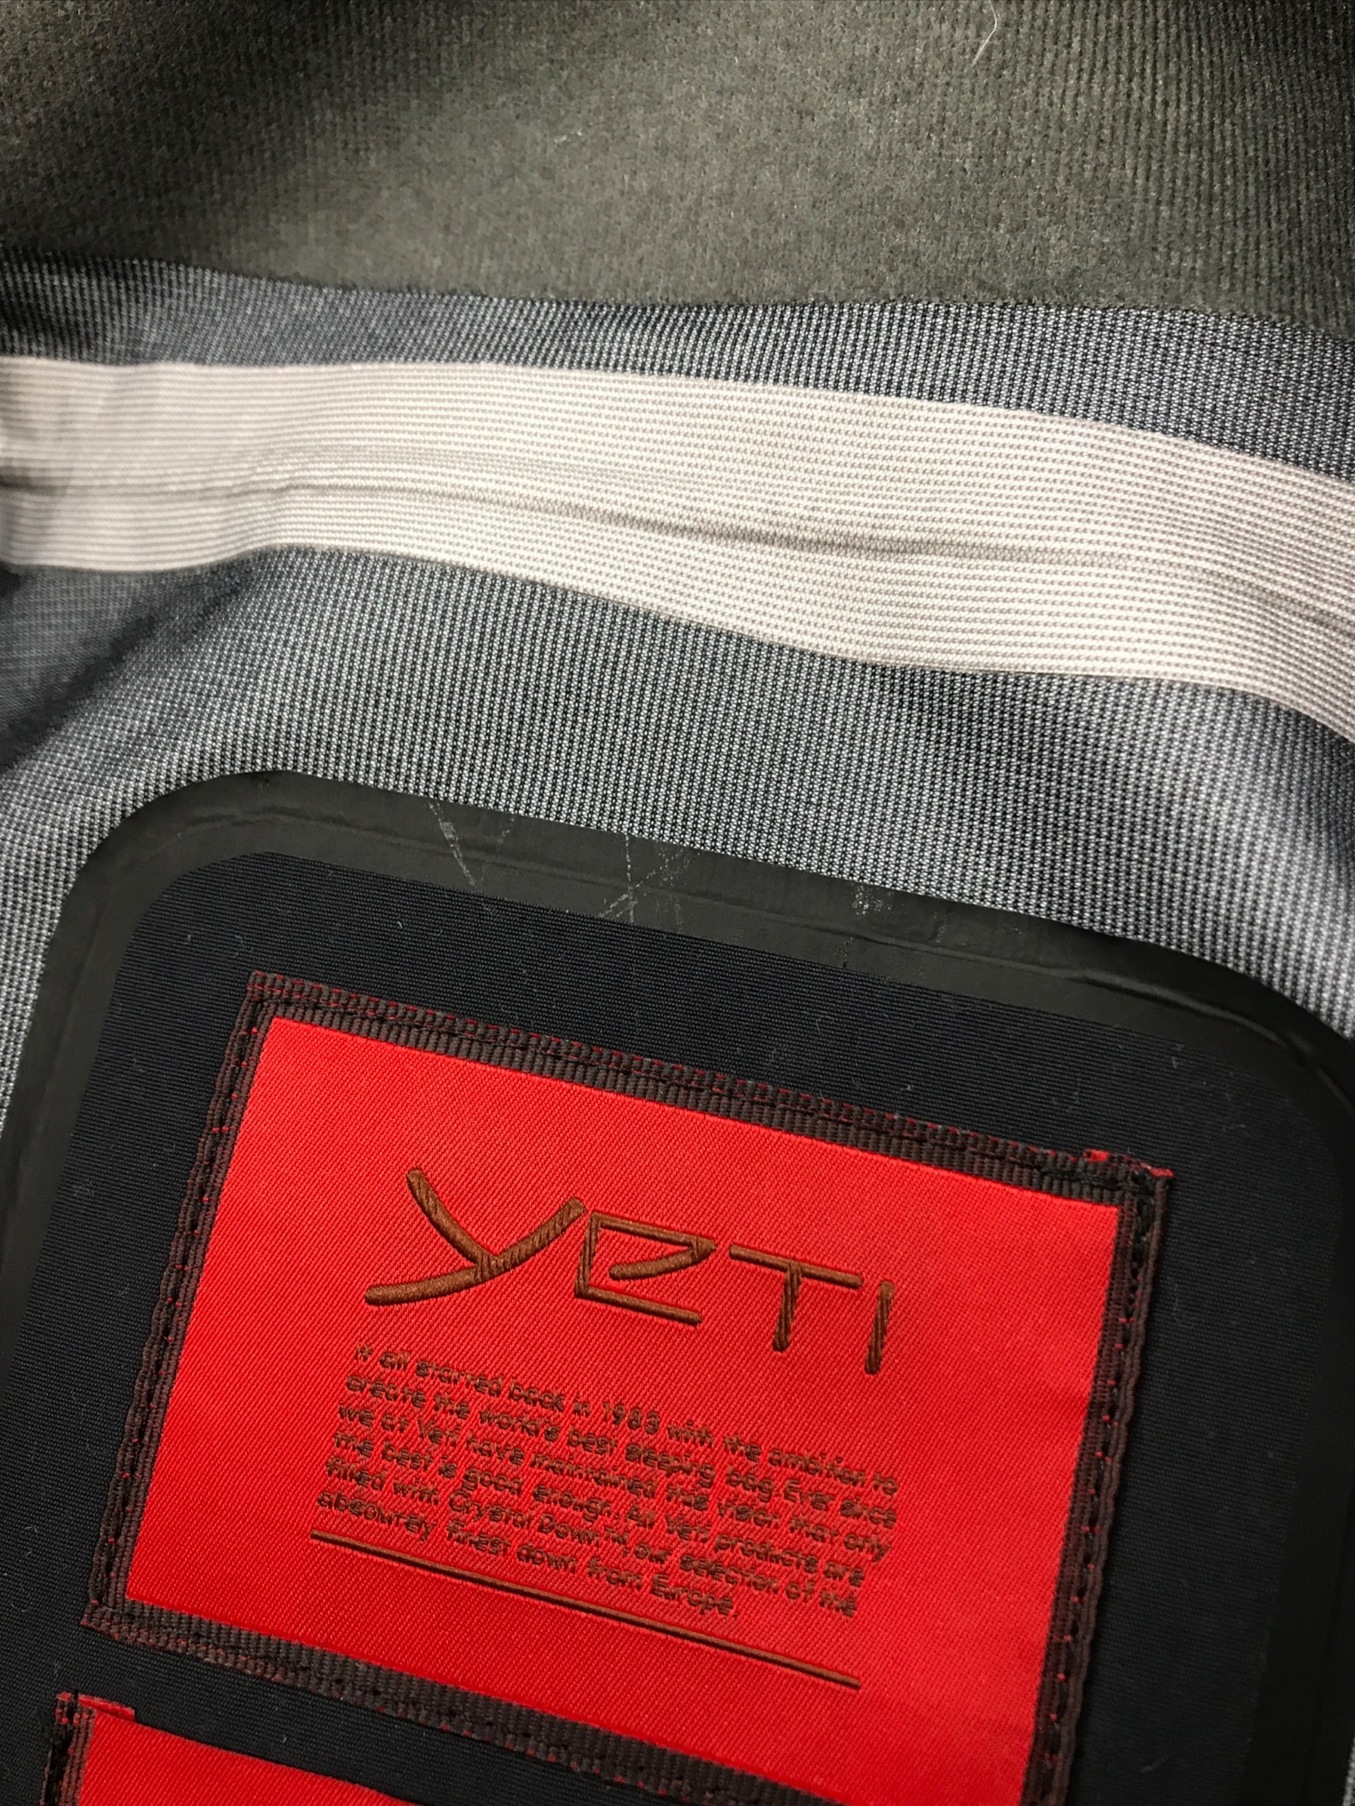 YETI
It all started back in 1983 with the ambition to
create the world's best sleeping bag. Ever since
we at Yeti have maintained this vision that only
the best is good enough. All Yeti products are
filled with Crystal Down™, our selection of the
absolutely finest down from Europe.